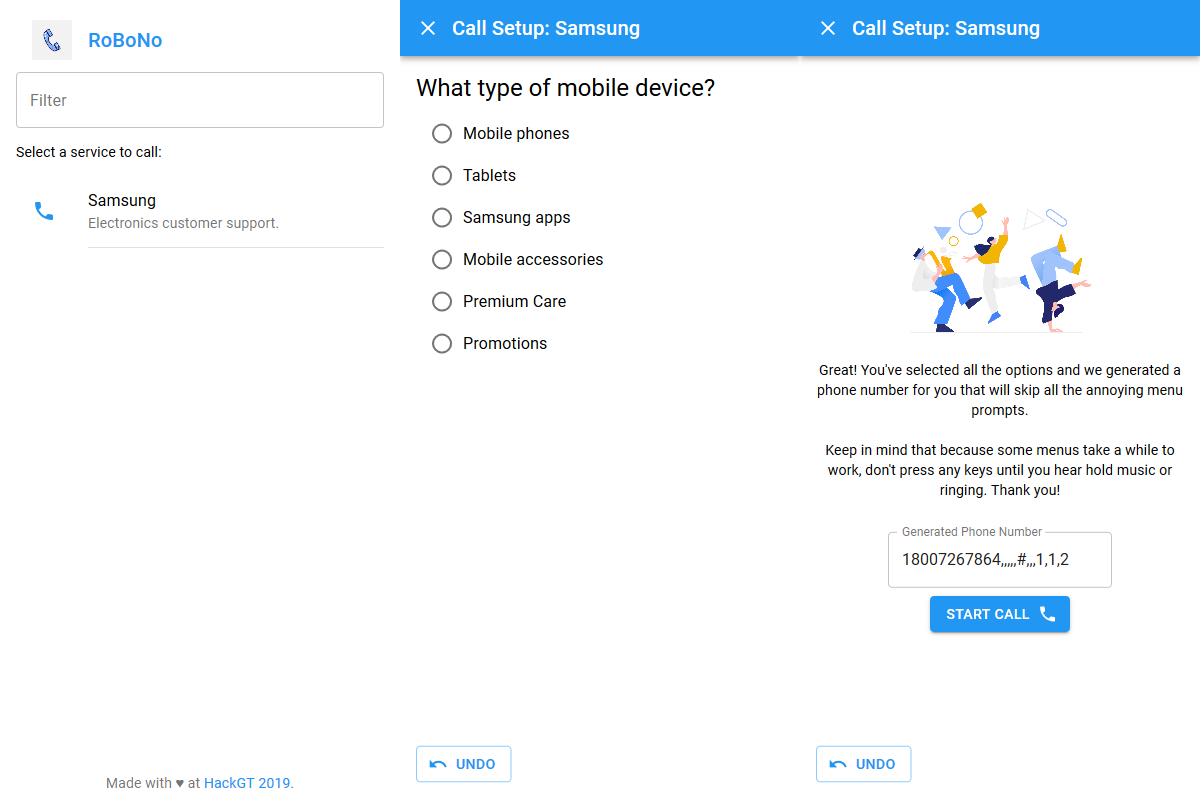 RoBoNo
Filter
Select a service to call:
Samsung
Electronics customer support.
Made with ♥ at HackGT 2019.
Call Setup: Samsung
What type of mobile device?
Mobile phones
Tablets
Samsung apps
Mobile accessories
Premium Care
Promotions
UNDO
Call Setup: Samsung
Great! You've selected all the options and we generated a
phone number for you that will skip all the annoying menu
prompts.
Keep in mind that because some menus take a while to
work, don't press any keys until you hear hold music or
ringing. Thank you!
Generated Phone Number
18007267864,,,,,#,,,1,1,2
START CALL
UNDO